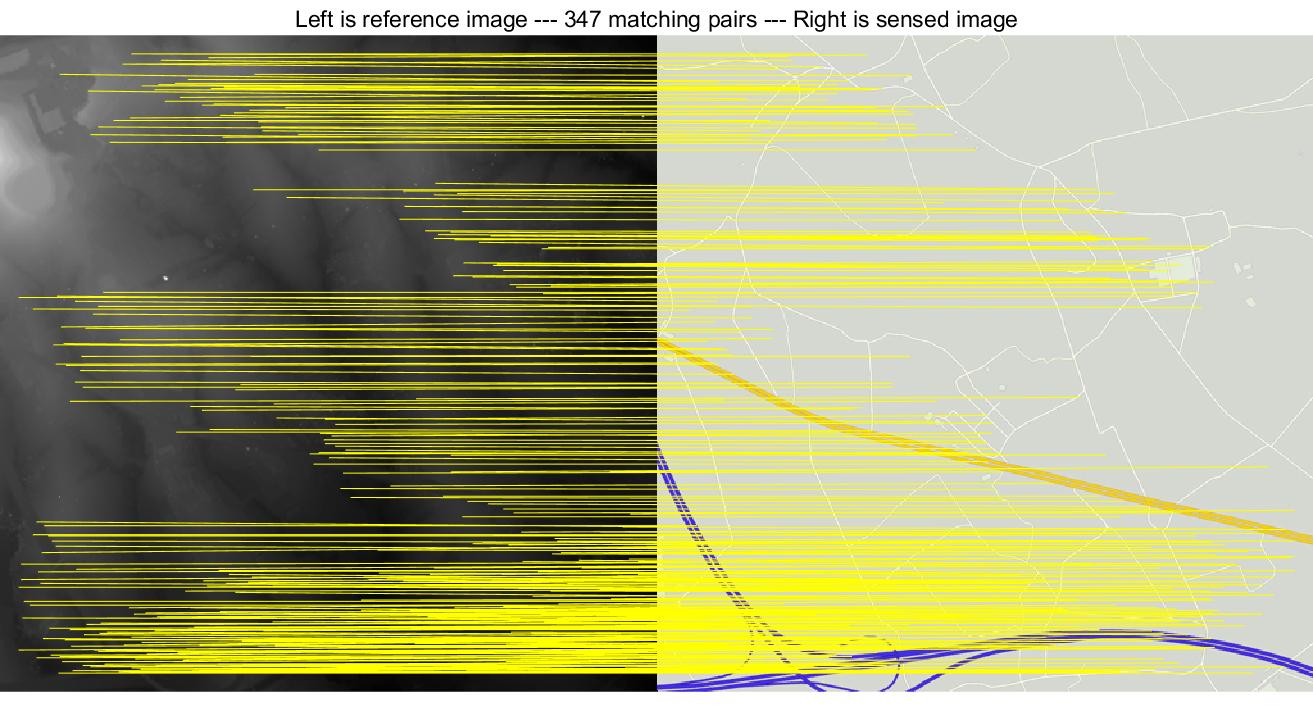 Left is reference image --- 347 matching pairs --- Right is sensed image